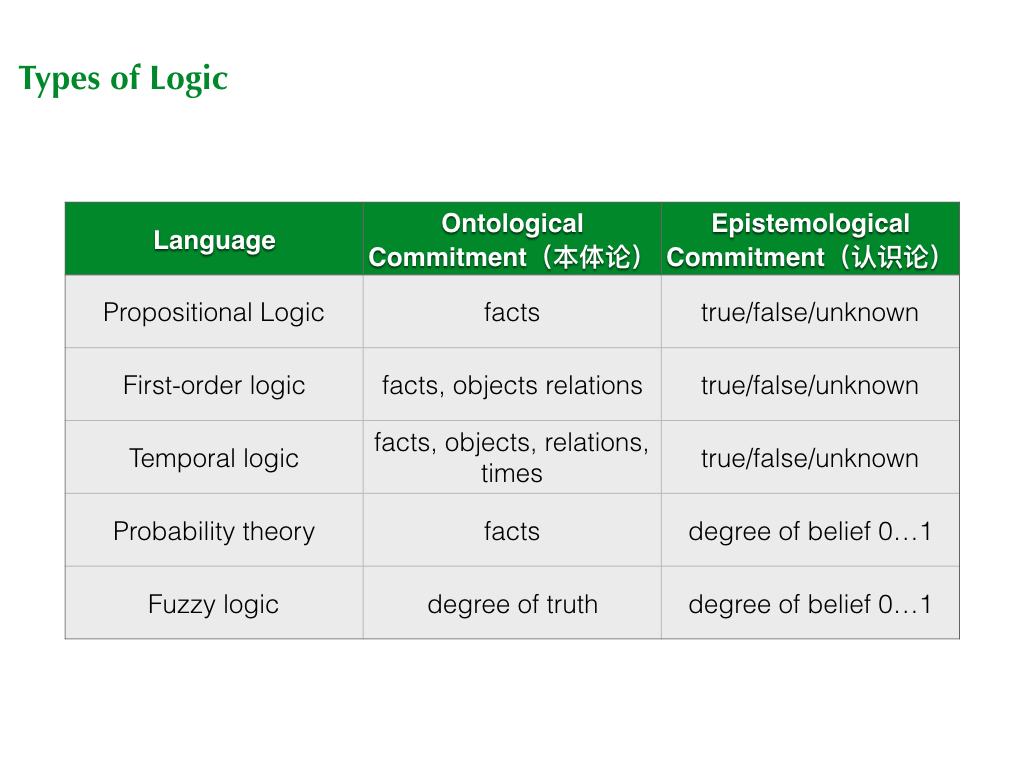 Types of Logic
Language
Ontological
Commitment（本体论）
Epistemological
Commitment（认识论）
Propositional Logic
facts
true/false/unknown
First-order logic
facts, objects relations
true/false/unknown
Temporal logic
facts, objects, relations,
times
true/false/unknown
Probability theory
facts
degree of belief 0…1
Fuzzy logic
degree of truth
degree of belief 0…1